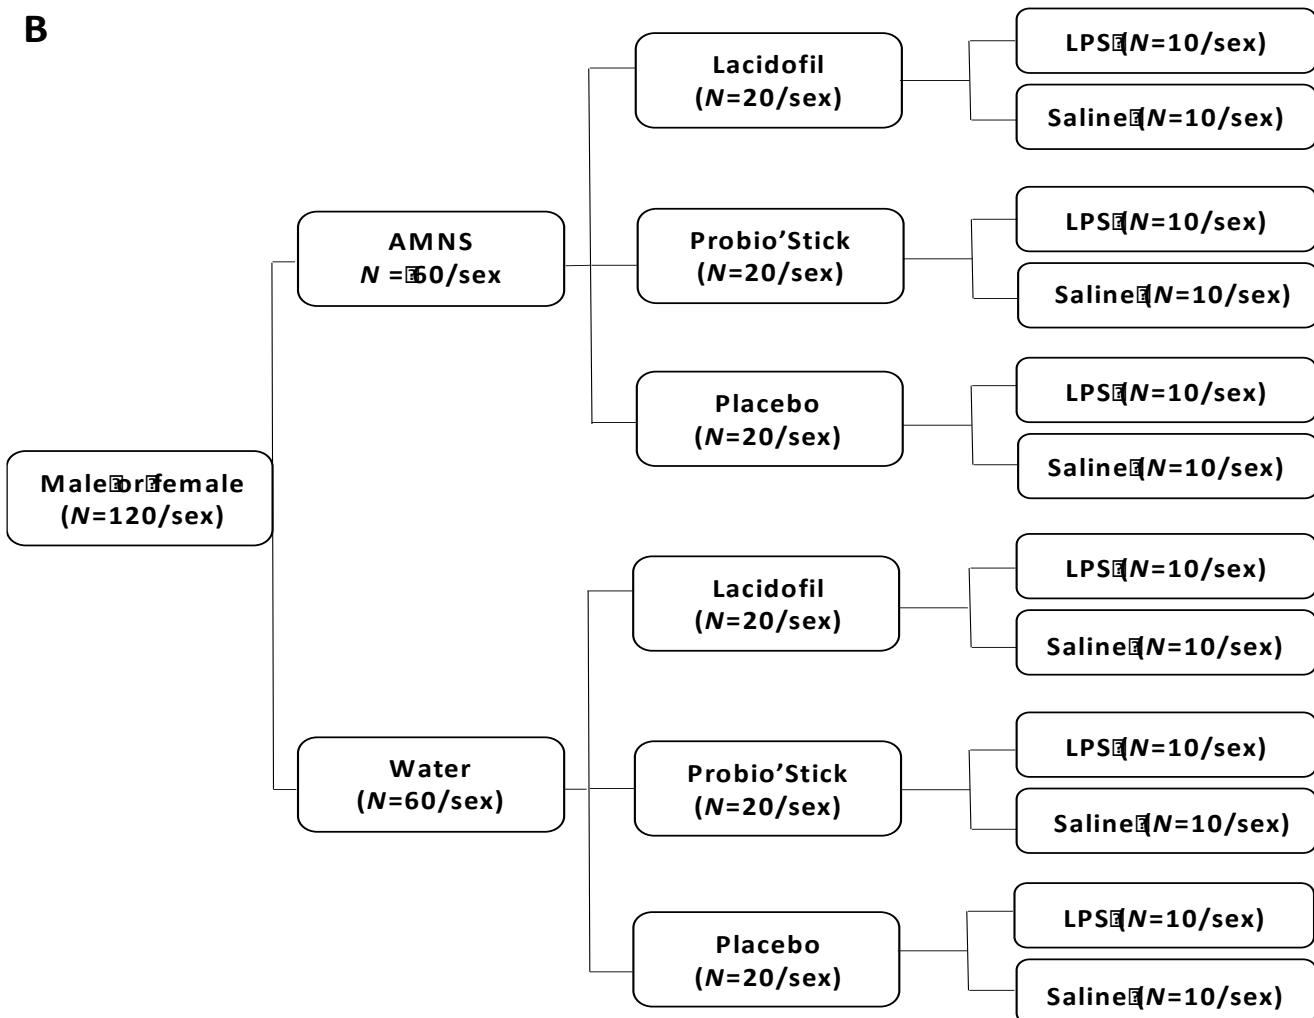 B
Male or female
(N=120/sex)
AMNS
N = 60/sex
Lacidofil
(N=20/sex)
LPS (N=10/sex)
Saline (N=10/sex)
Probio’Stick
(N=20/sex)
LPS (N=10/sex)
Saline (N=10/sex)
Placebo
(N=20/sex)
LPS (N=10/sex)
Saline (N=10/sex)
Water
(N=60/sex)
Lacidofil
(N=20/sex)
LPS (N=10/sex)
Saline (N=10/sex)
Probio’Stick
(N=20/sex)
LPS (N=10/sex)
Saline (N=10/sex)
Placebo
(N=20/sex)
LPS (N=10/sex)
Saline (N=10/sex)